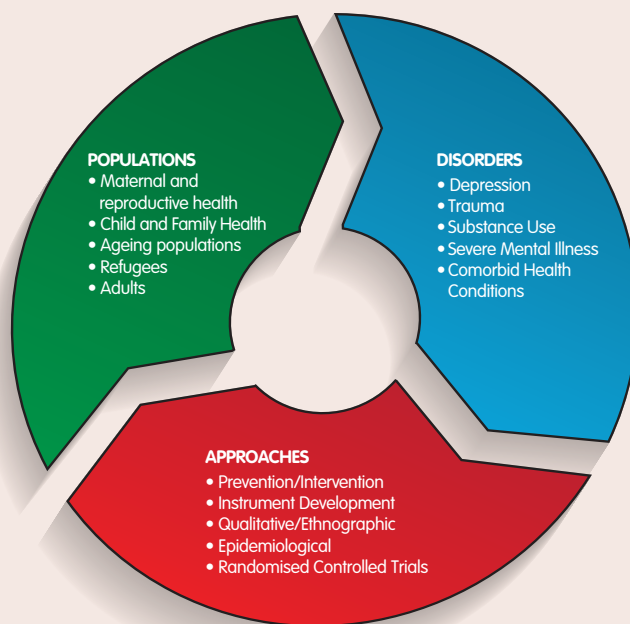 POPULATIONS
• Maternal and
reproductive health
• Child and Family Health
• Ageing populations
• Refugees
• Adults
DISORDERS
• Depression
• Trauma
• Substance Use
• Severe Mental Illness
• Comorbid Health
Conditions
APPROACHES
• Prevention/Intervention
• Instrument Development
• Qualitative/Ethnographic
• Epidemiological
• Randomised Controlled Trials